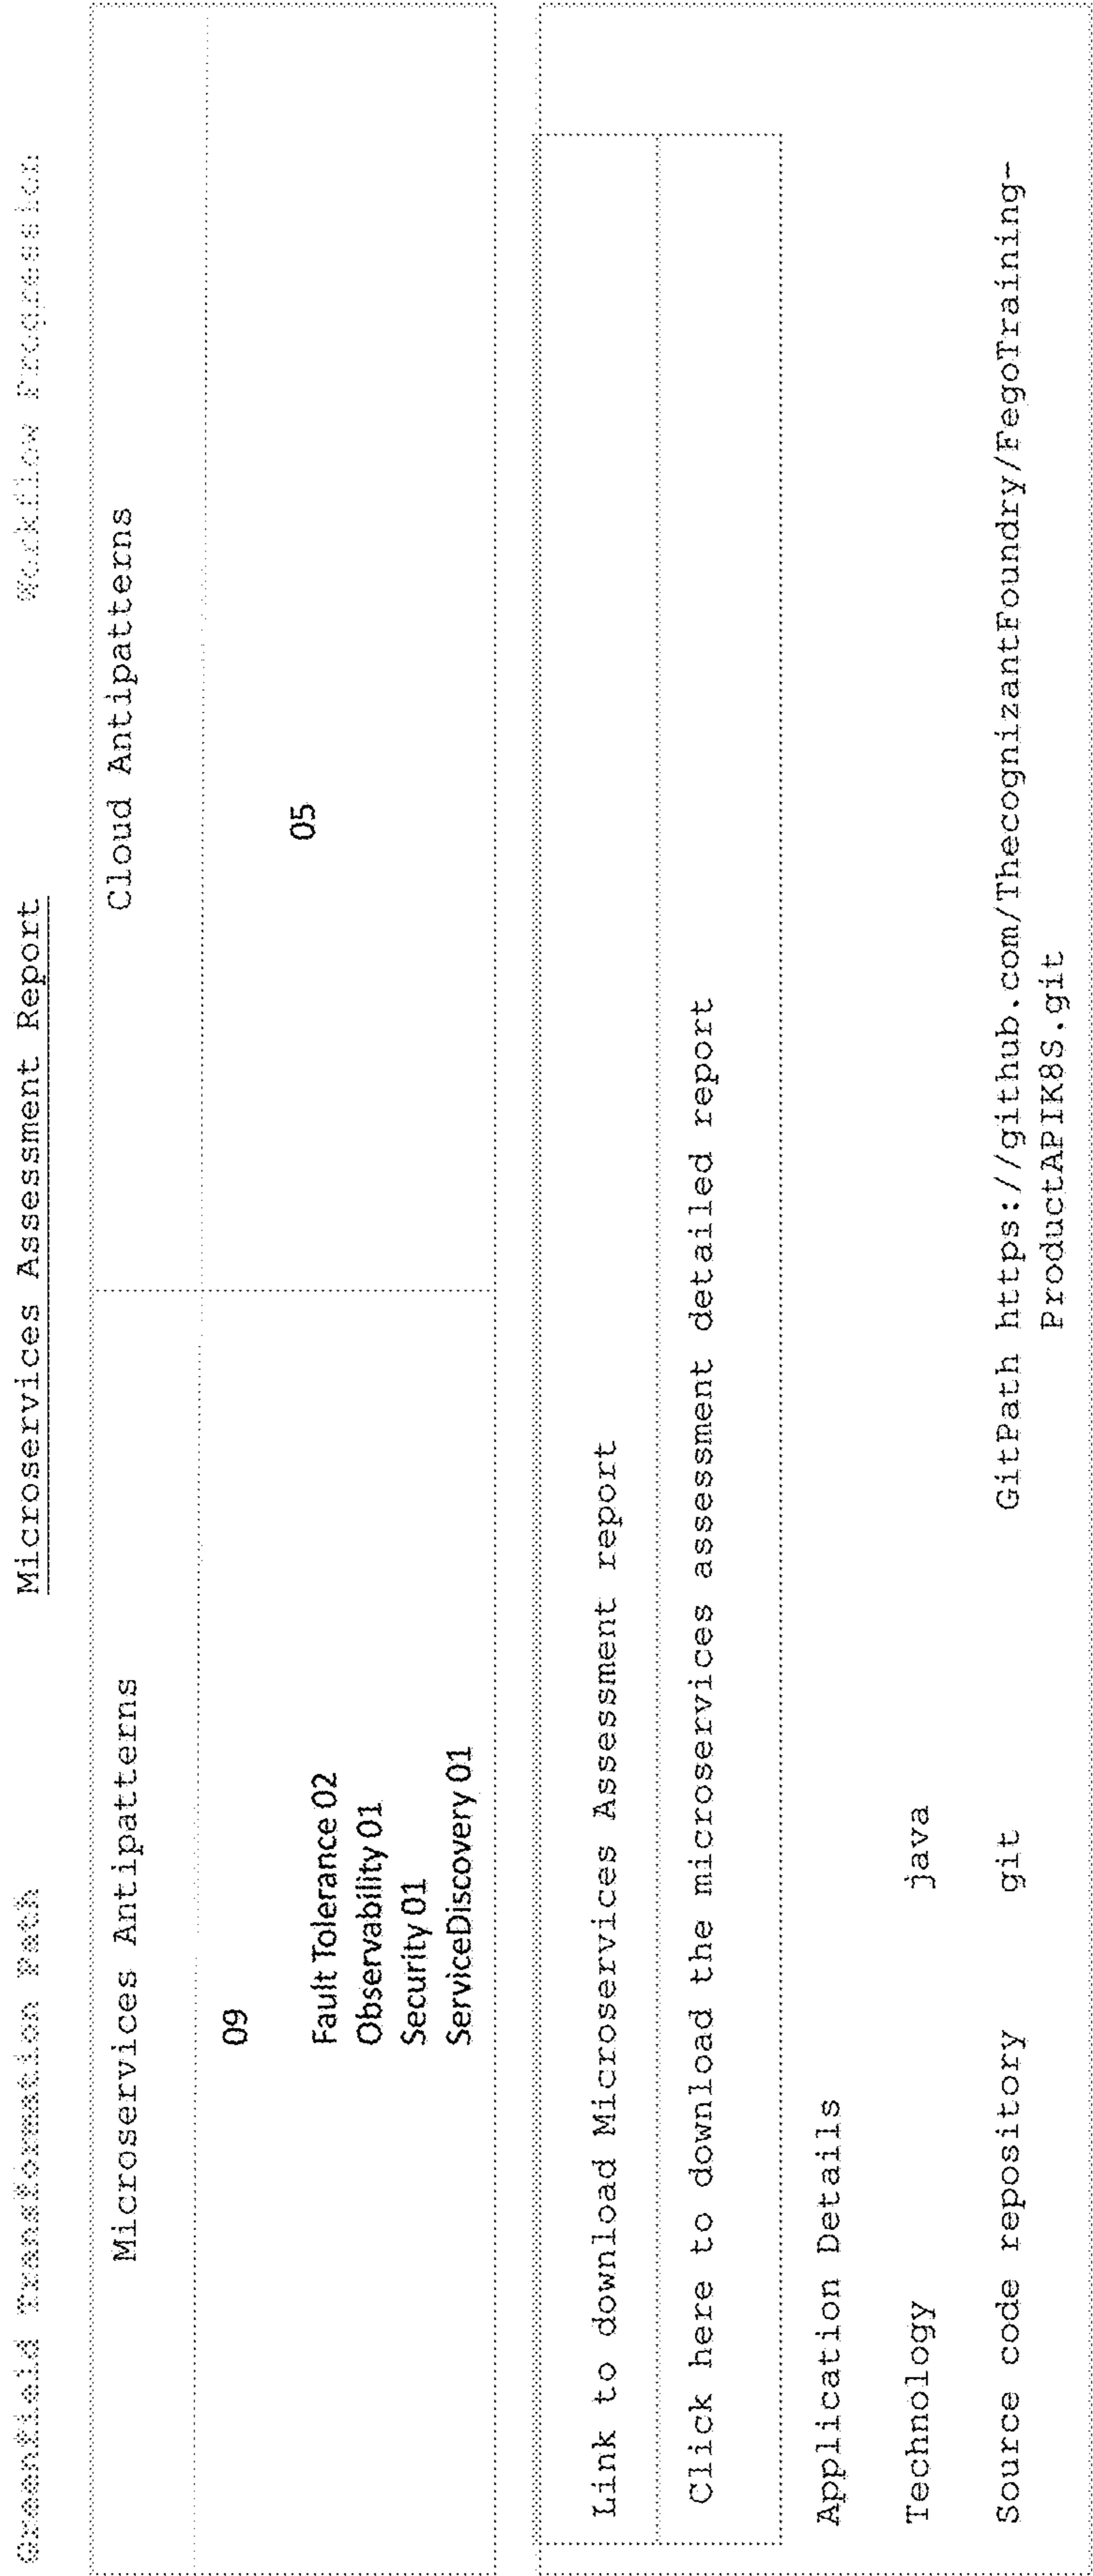 Greenfield Transformation Path
Microservices Assessment Report
Workflow Progression
Microservices Antipatterns
Cloud Antipatterns
09
05
Fault Tolerance 02
Observability 01
Security 01
ServiceDiscovery 01
Link to download Microservices Assessment report
Click here to download the microservices assessment detailed report
Application Details
Technology java
Source code repository git GitPath https://github.com/ThecognizantFoundry/FegoTraining-
ProductAPIK8S.git